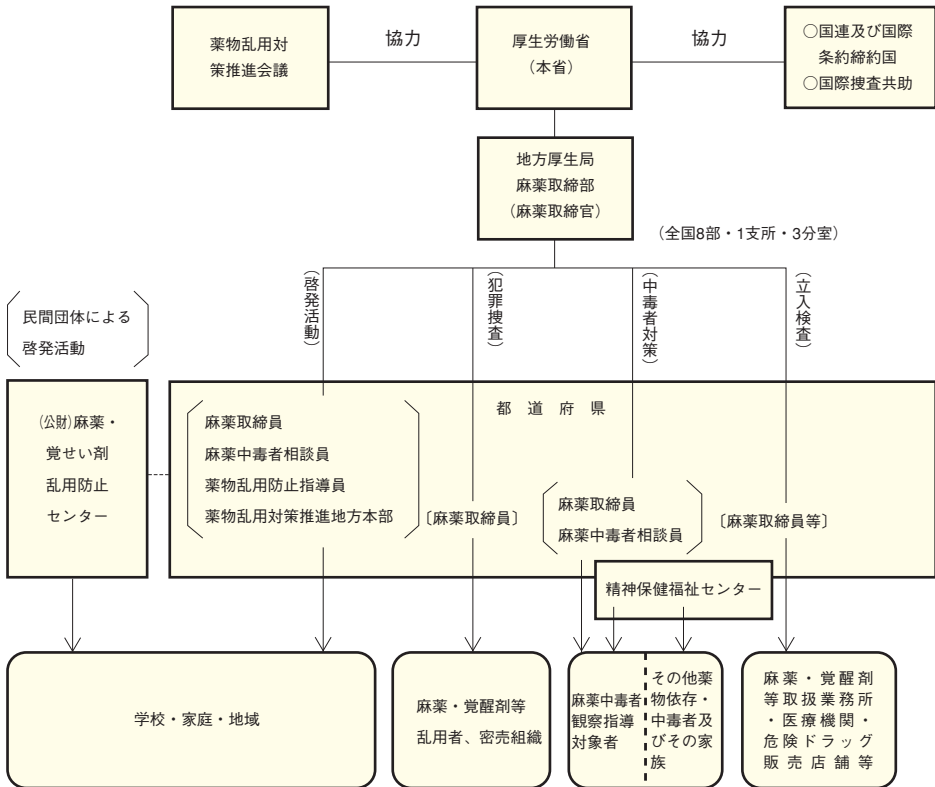 薬物乱用対
策推進会議
協力
厚生労働省
(本省)
協力
○国連及び国際
条約締約国
○国際捜査共助
地方厚生局
麻薬取締部
(麻薬取締官)
(全国8部・1支所・3分室)
(啓発活動)
(犯罪捜査)
(中毒者対策)
(立入検査)
民間団体による
啓発活動
(公財)麻薬・
覚せい剤
乱用防止
センター
都道府県
麻薬取締員
麻薬中毒者相談員
薬物乱用防止指導員
薬物乱用対策推進地方本部
〔麻薬取締員〕
麻薬取締員
麻薬中毒者相談員
〔麻薬取締員等〕
精神保健福祉センター
学校・家庭・地域
麻薬・覚醒剤等
乱用者、密売組織
麻薬中毒者
観察指導
対象者
その他薬
物依存・
中毒者及
びその家
族
麻薬・覚醒剤
等取扱業務所
・医療機関・
危険ドラッグ
販売店舗等